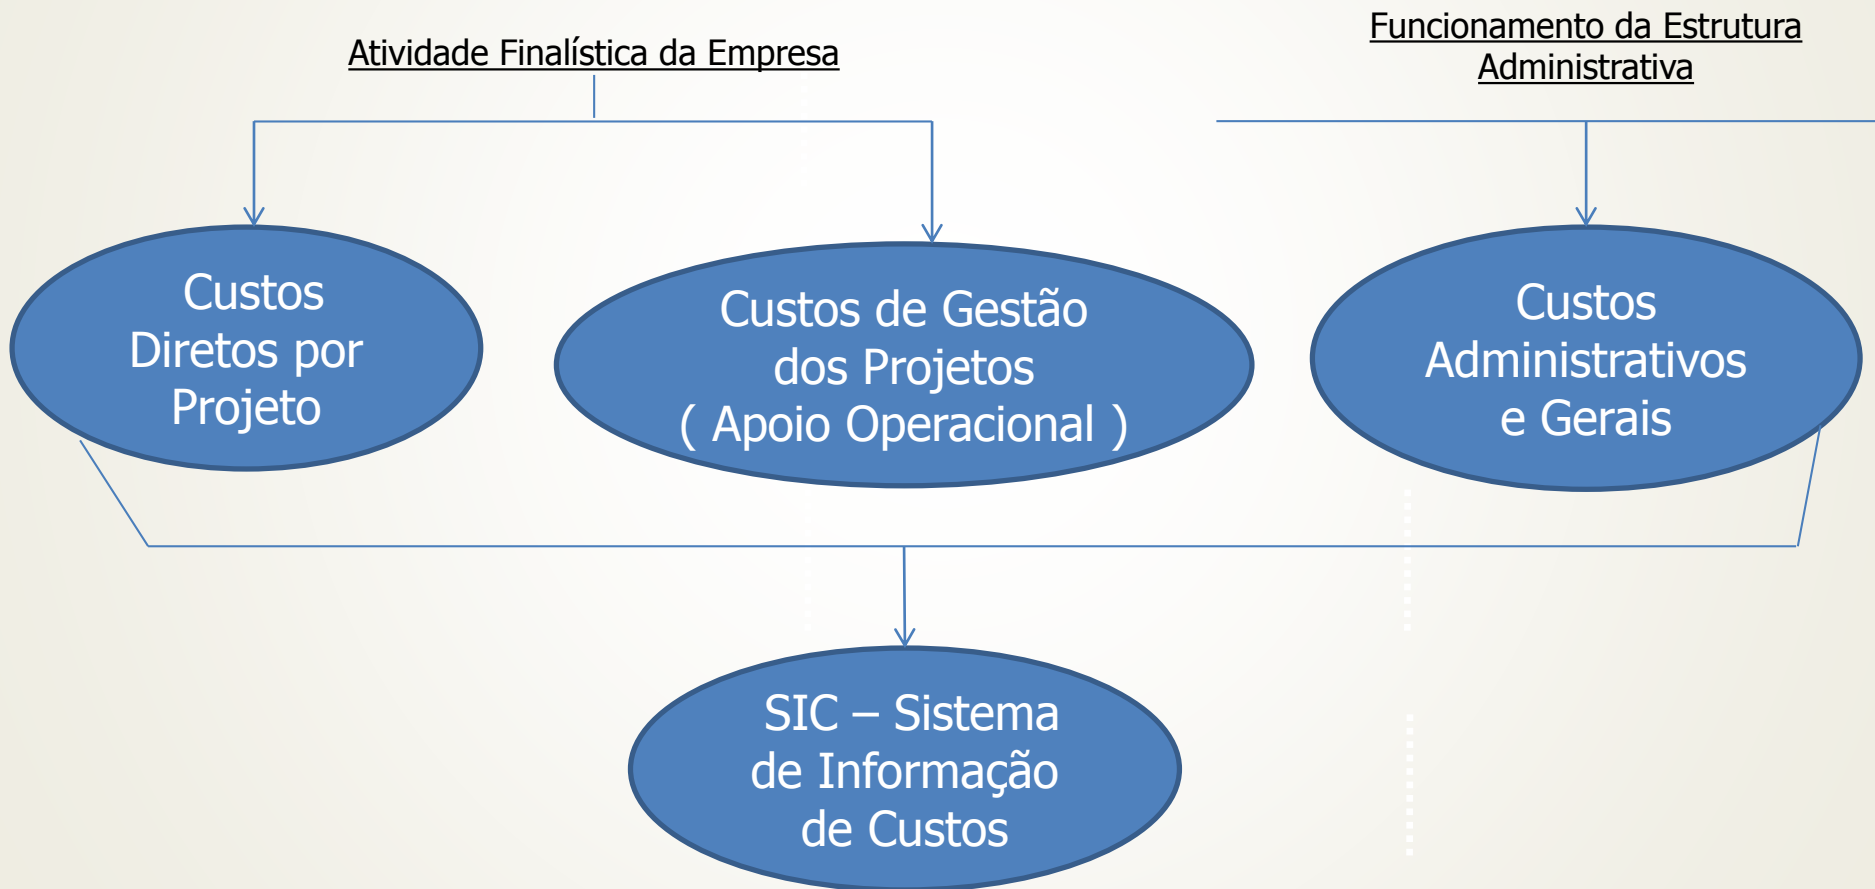 Atividade Finalística da Empresa
Funcionamento da Estrutura
Administrativa
Custos
Diretos por
Projeto
Custos de Gestão
dos Projetos
( Apoio Operacional )
Custos
Administrativos
e Gerais
SIC – Sistema
de Informação
de Custos